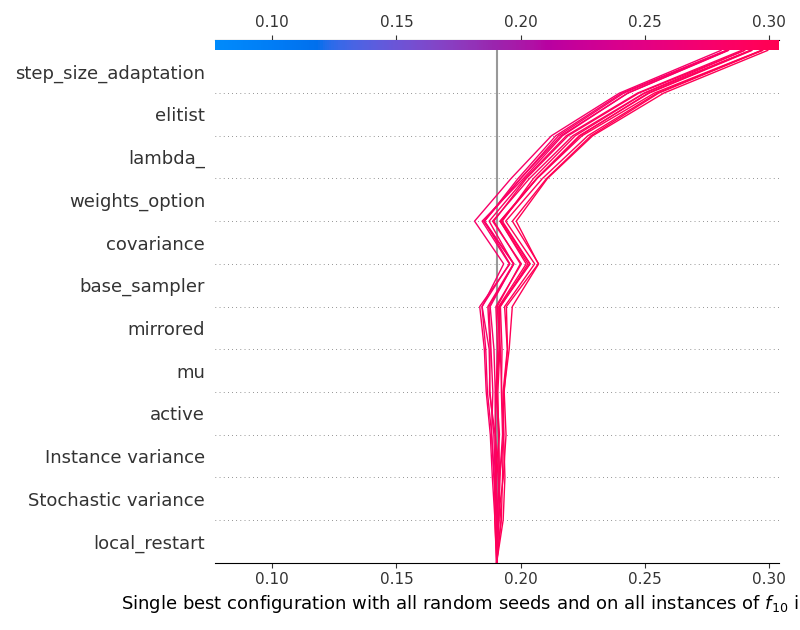 0.10 0.15 0.20 0.25 0.30
step_size_adaptation
elitist
lambda_
weights_option
covariance
base_sampler
mirrored
mu
active
Instance variance
Stochastic variance
local_restart
0.10 0.15 0.20 0.25 0.30
Single best configuration with all random seeds and on all instances of f10 i